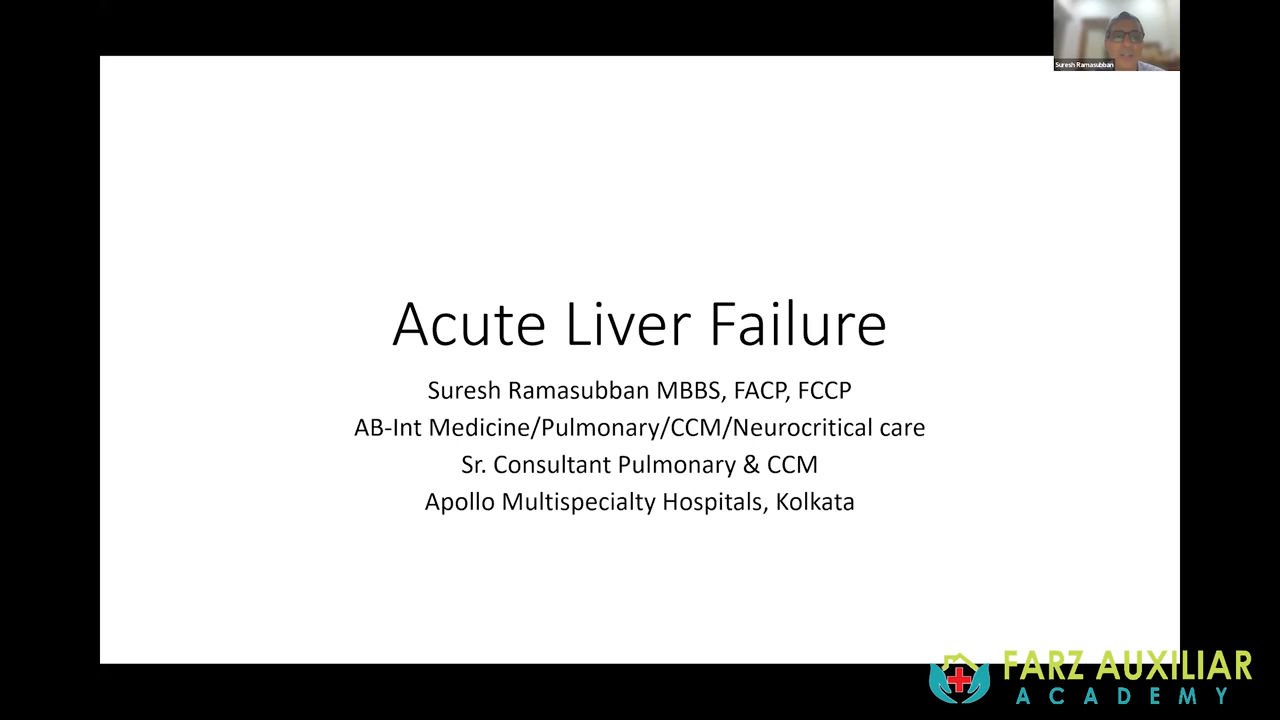 Suresh Ramasubban
Acute Liver Failure
Suresh Ramasubban MBBS, FACP, FCCP
AB-Int Medicine/Pulmonary/CCM/Neurocritical care
Sr. Consultant Pulmonary & CCM
Apollo Multispecialty Hospitals, Kolkata
FARZ AUXILIAR
ACADEMY